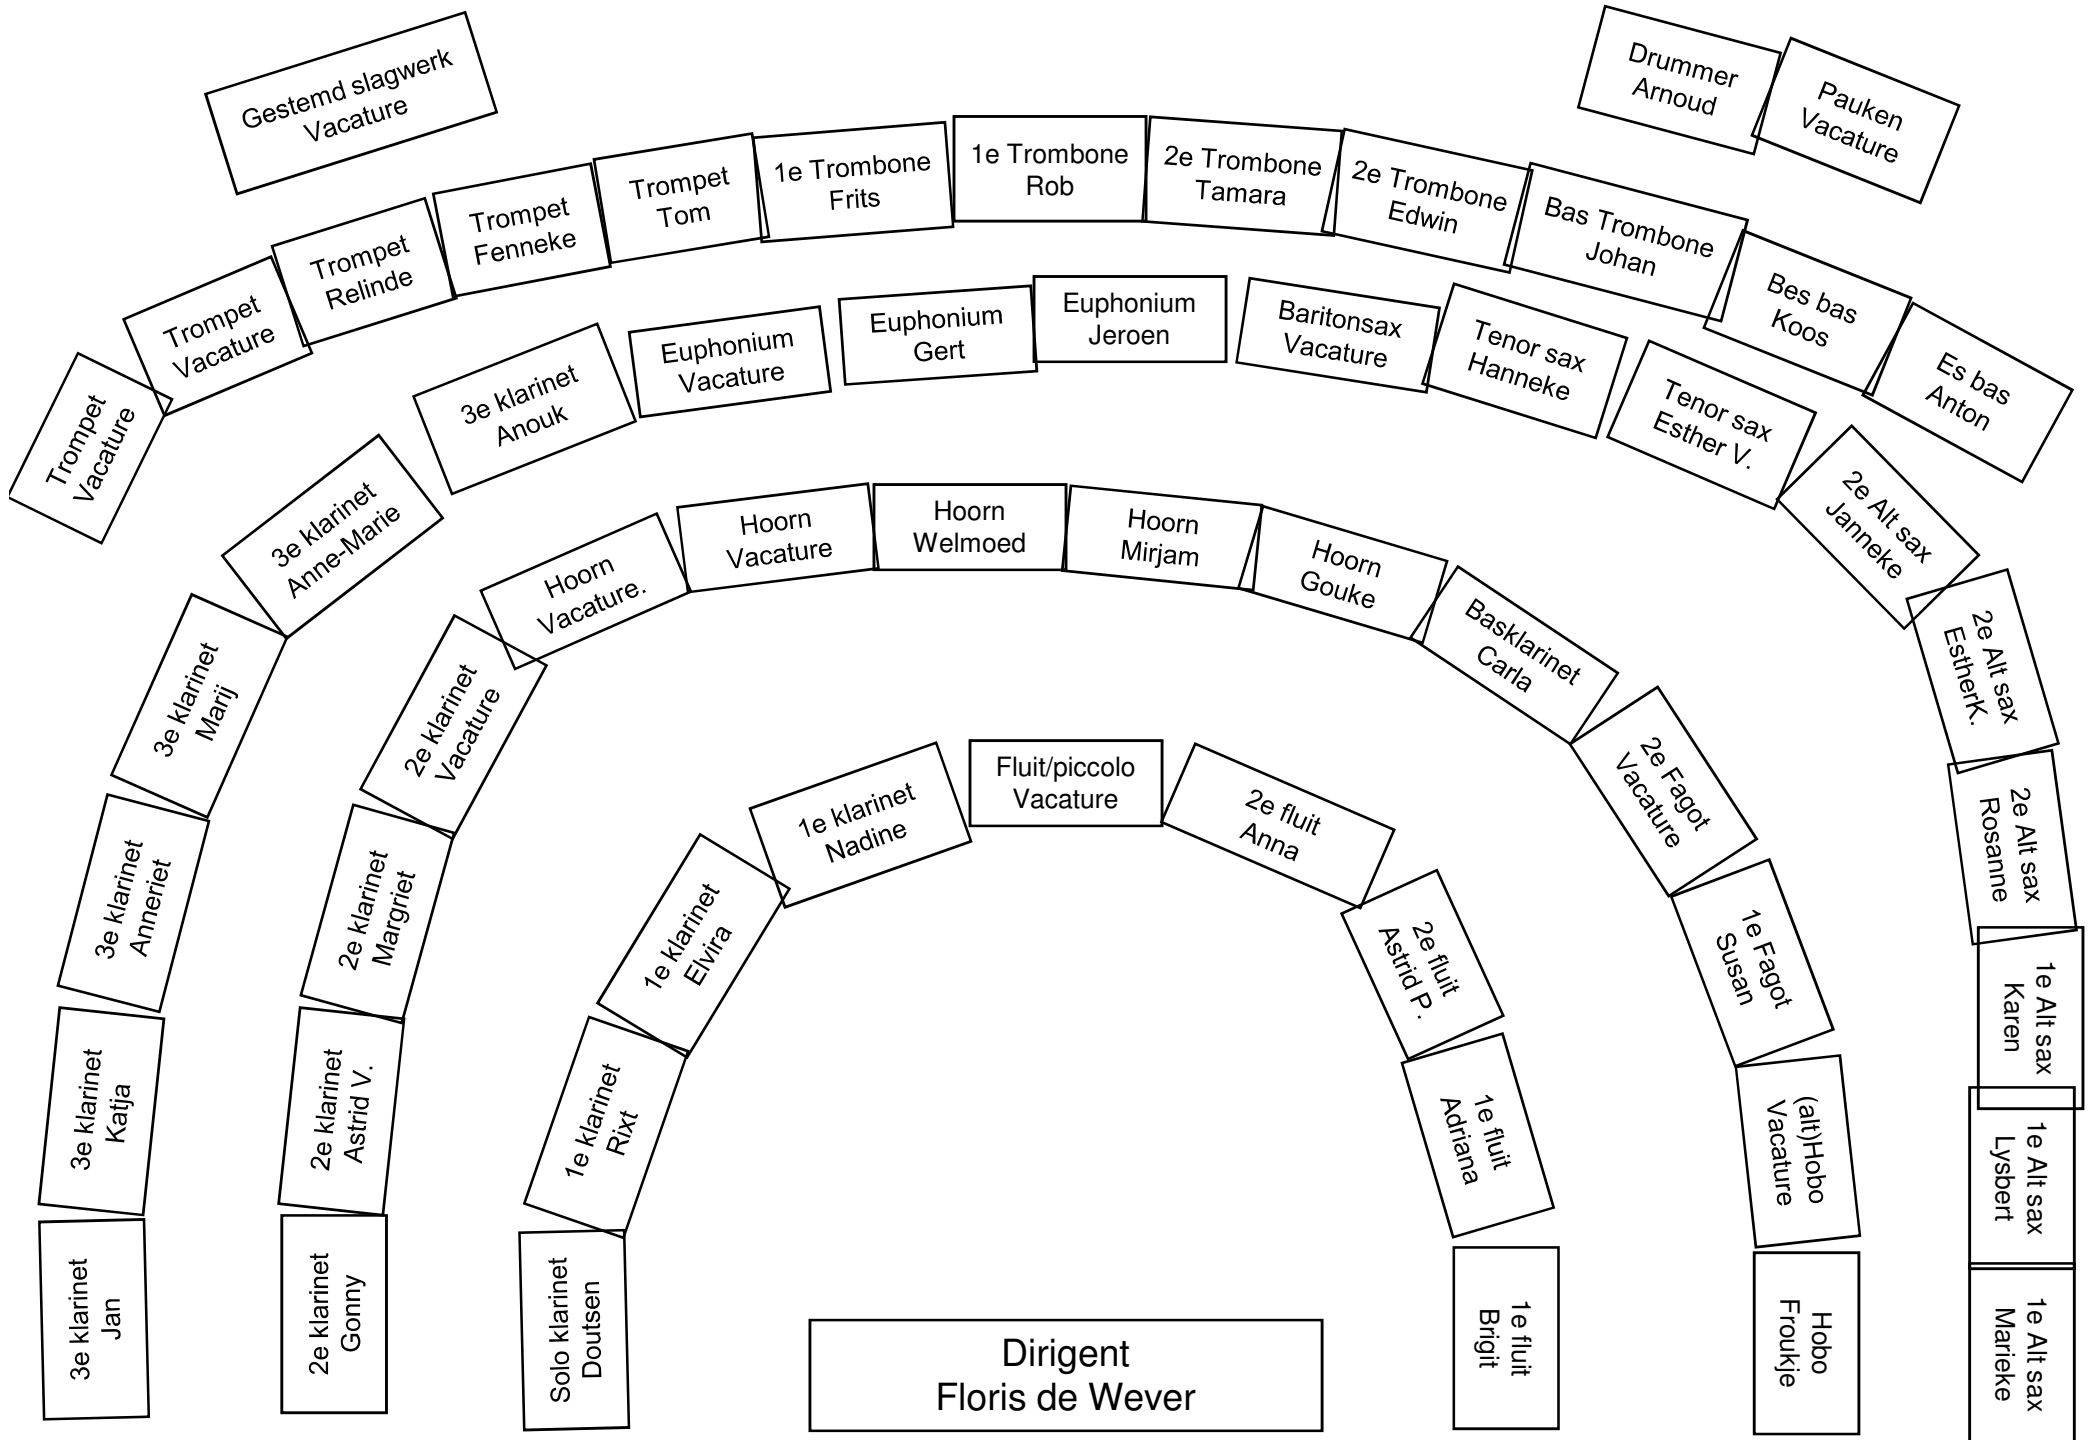 Gestemd slagwerk
Vacature
Drummer
Arnoud
Pauken
Vacature
Trompet
Vacature
Trompet
Vacature
Trompet
Relinde
Trompet
Fenneke
Trompet
Tom
1e Trombone
Frits
1e Trombone
Rob
2e Trombone
Tamara
2e Trombone
Edwin
Bas Trombone
Johan
Bes bas
Koos
Es bas
Anton
3e klarinet
Jan
3e klarinet
Katja
3e klarinet
Anneriet
3e klarinet
Marij
3e klarinet
Anne-Marie
3e klarinet
Anouk
Euphonium
Vacature
Euphonium
Gert
Euphonium
Jeroen
Baritonsax
Vacature
Tenor sax
Hanneke
Tenor sax
Esther V.
2e Alt sax
Janneke
2e Alt sax
EstherK.
2e Alt sax
Rosanne
1e Alt sax
Karen
1e Alt sax
Lysbert
1e Alt sax
Marieke
2e klarinet
Gonny
2e klarinet
Astrid V.
2e klarinet
Margriet
2e klarinet
Vacature
Hoorn
Vacature.
Hoorn
Vacature
Hoorn
Welmoed
Hoorn
Mirjam
Hoorn
Gouke
Basklarinet
Carla
2e Fagot
Vacature
1e Fagot
Susan
(alt)Hobo
Vacature
Hobo
Froukje
Solo klarinet
Doutsen
1e klarinet
Rixt
1e klarinet
Elvira
1e klarinet
Nadine
Fluit/piccolo
Vacature
2e fluit
Anna
2e fluit
Astrid P.
1e fluit
Adriana
1e fluit
Brigit
Dirigent
Floris de Wever